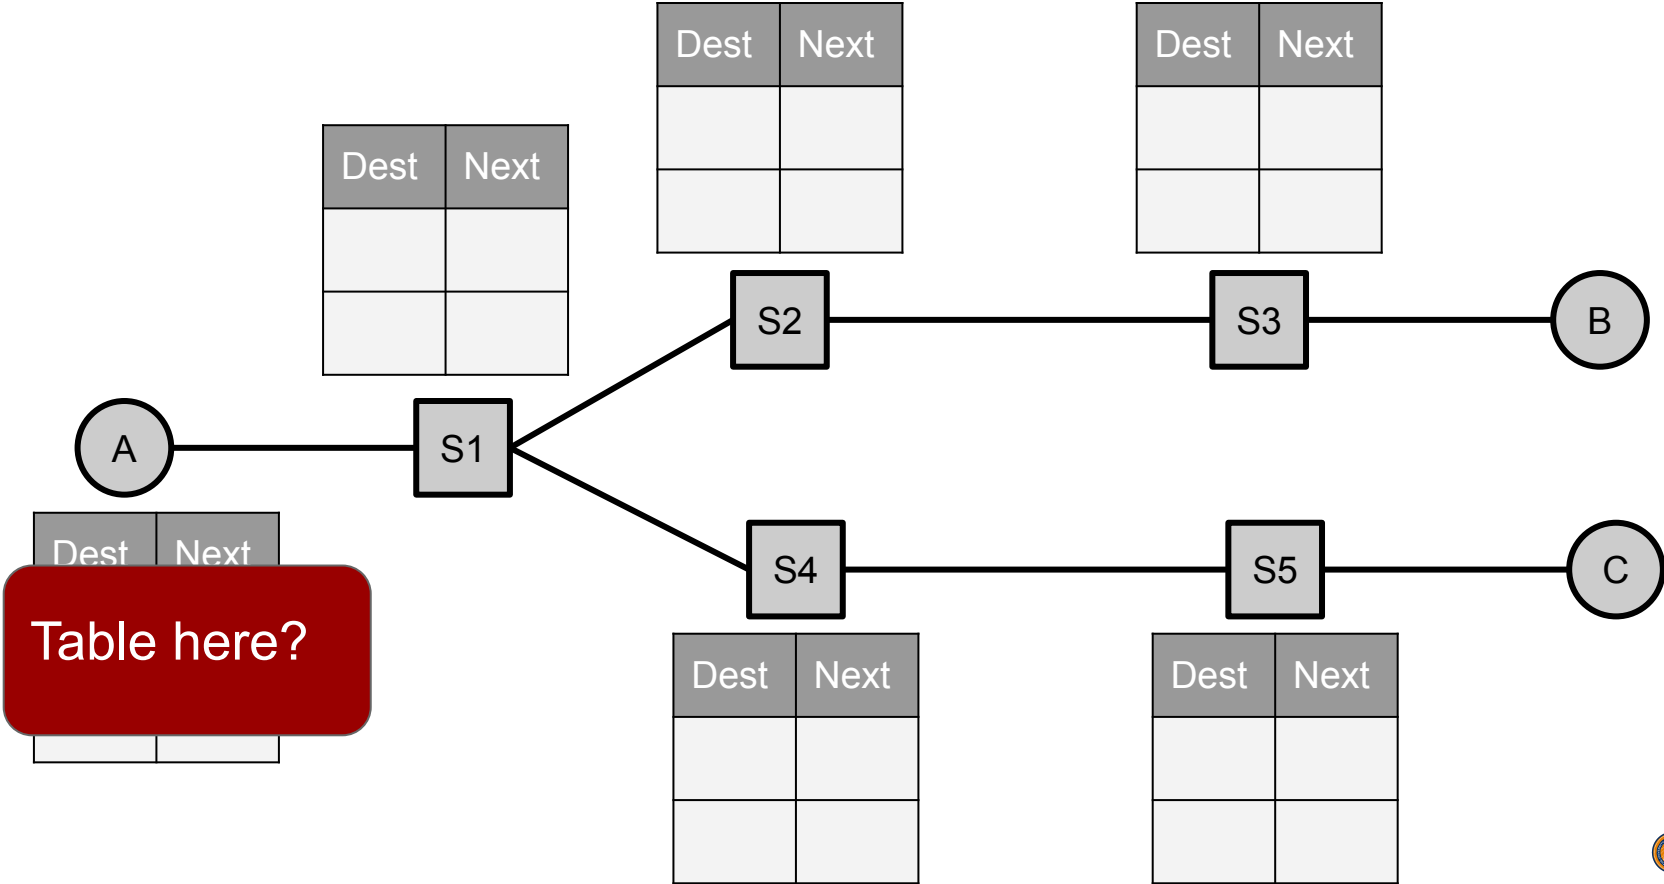 Dest Next
Dest Next
Dest Next
S2
S3
B
A
S1
Dest Next
Table here?
S4
S5
C
Dest Next
Dest Next